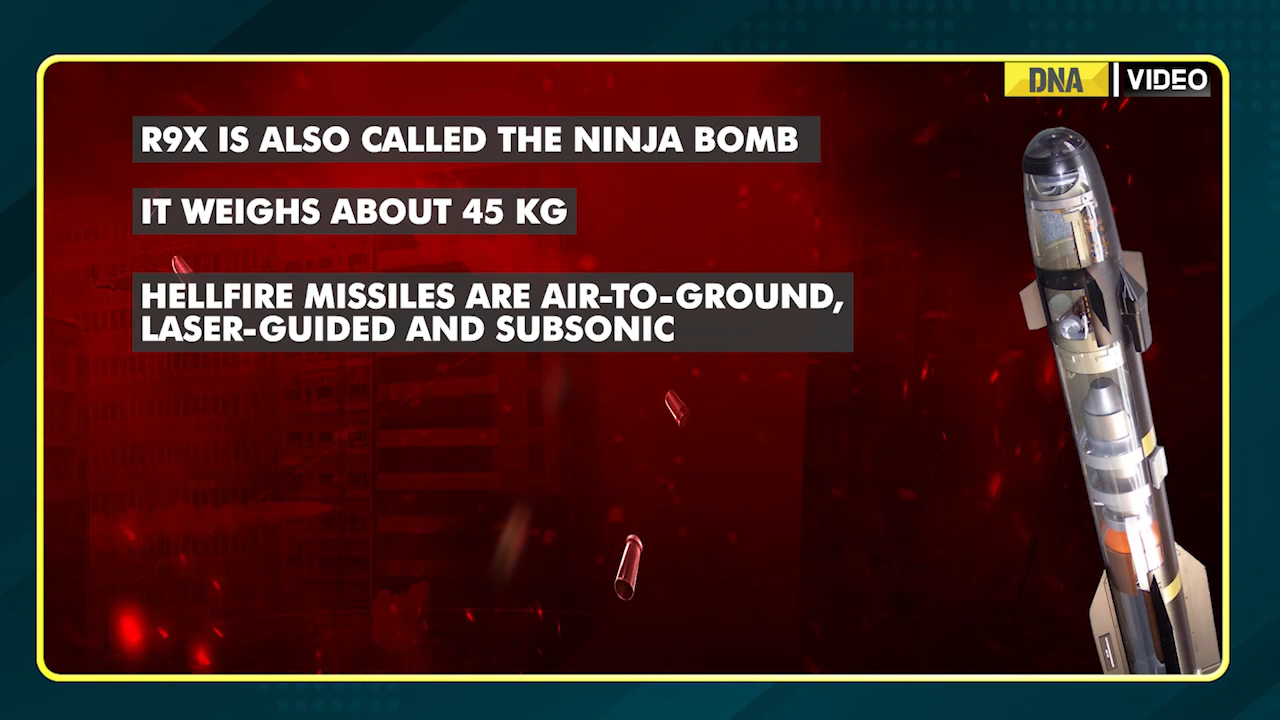 DNA VIDEO
R9X IS ALSO CALLED THE NINJA BOMB
IT WEIGHS ABOUT 45 KG
HELLFIRE MISSILES ARE AIR-TO-GROUND,
LASER-GUIDED AND SUBSONIC